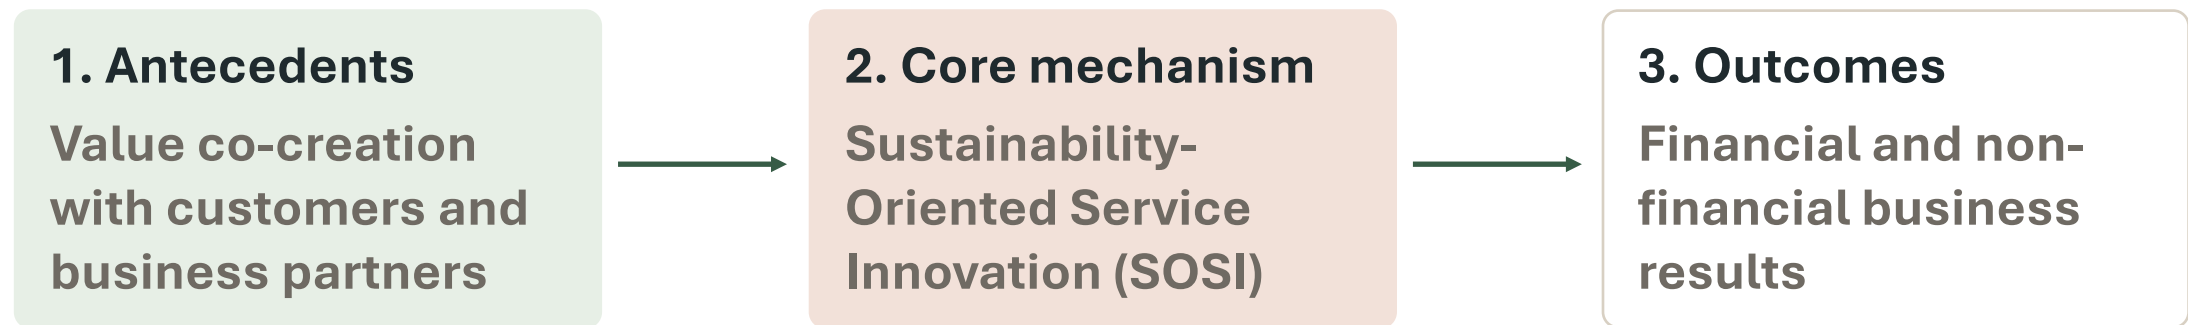 1. Antecedents
Value co-creation
with customers and
business partners
2. Core mechanism
Sustainability-
Oriented Service
Innovation (SOSI)
3. Outcomes
Financial and non-
financial business
results